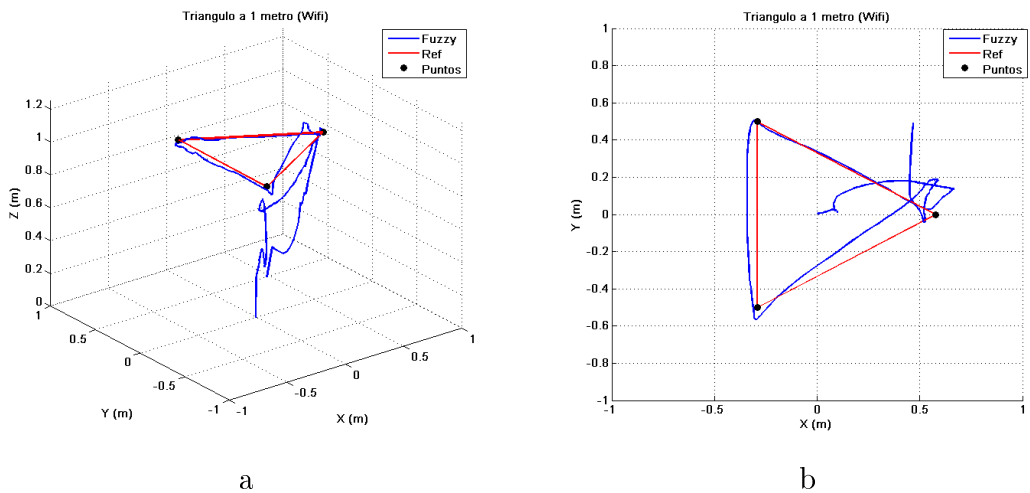 Triangulo a 1 metro (Wifi)
Fuzzy
Ref
Puntos
1.2
1
0.8
0.6
0.4
0.2
0
Z (m)
1
0.5
0
-0.5
-1
Y (m)
-1
-0.5
0
0.5
1
X (m)
a
Triangulo a 1 metro (Wifi)
Fuzzy
Ref
Puntos
1
0.8
0.6
0.4
0.2
0
-0.2
-0.4
-0.6
-0.8
-1
Y (m)
-1
-0.5
0
0.5
1
X (m)
b